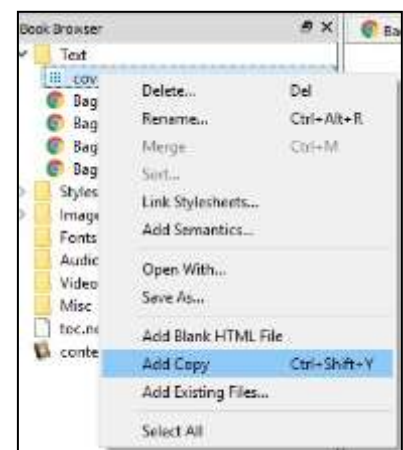 Book Browser
Ba
Text
cov
Delete... Del
Bag
Rename... Ctrl+Alt+R
Bag
Merge Ctrl+M
Bag
Sort...
Bag
Link Stylesheets...
Styles
Image
Add Semantics...
Fonts
Audio
Open With...
Video
Save As...
Misc
Add Blank HTML File
toc.nc
conte
Add Copy Ctrl+Shift+Y
Add Existing Files...
Select All